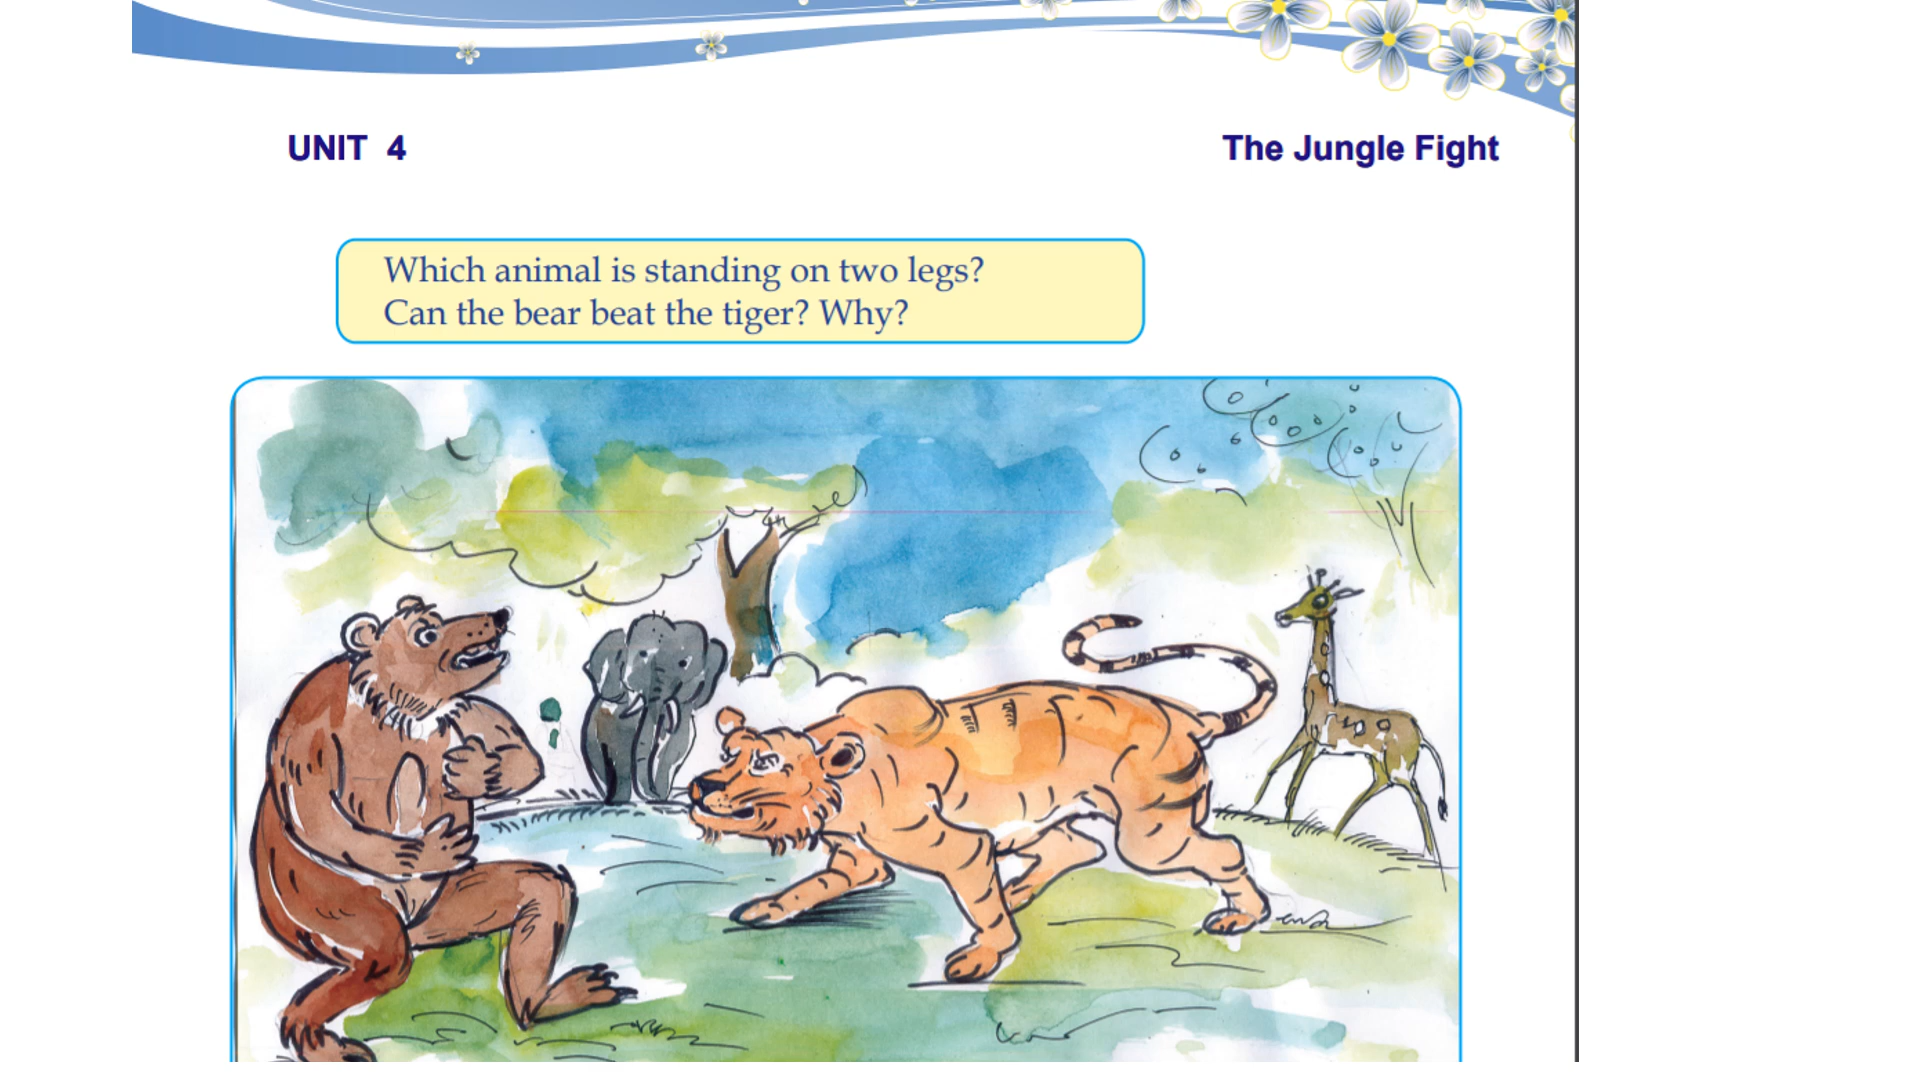 UNIT 4
The Jungle Fight
Which animal is standing on two legs?
Can the bear beat the tiger? Why?